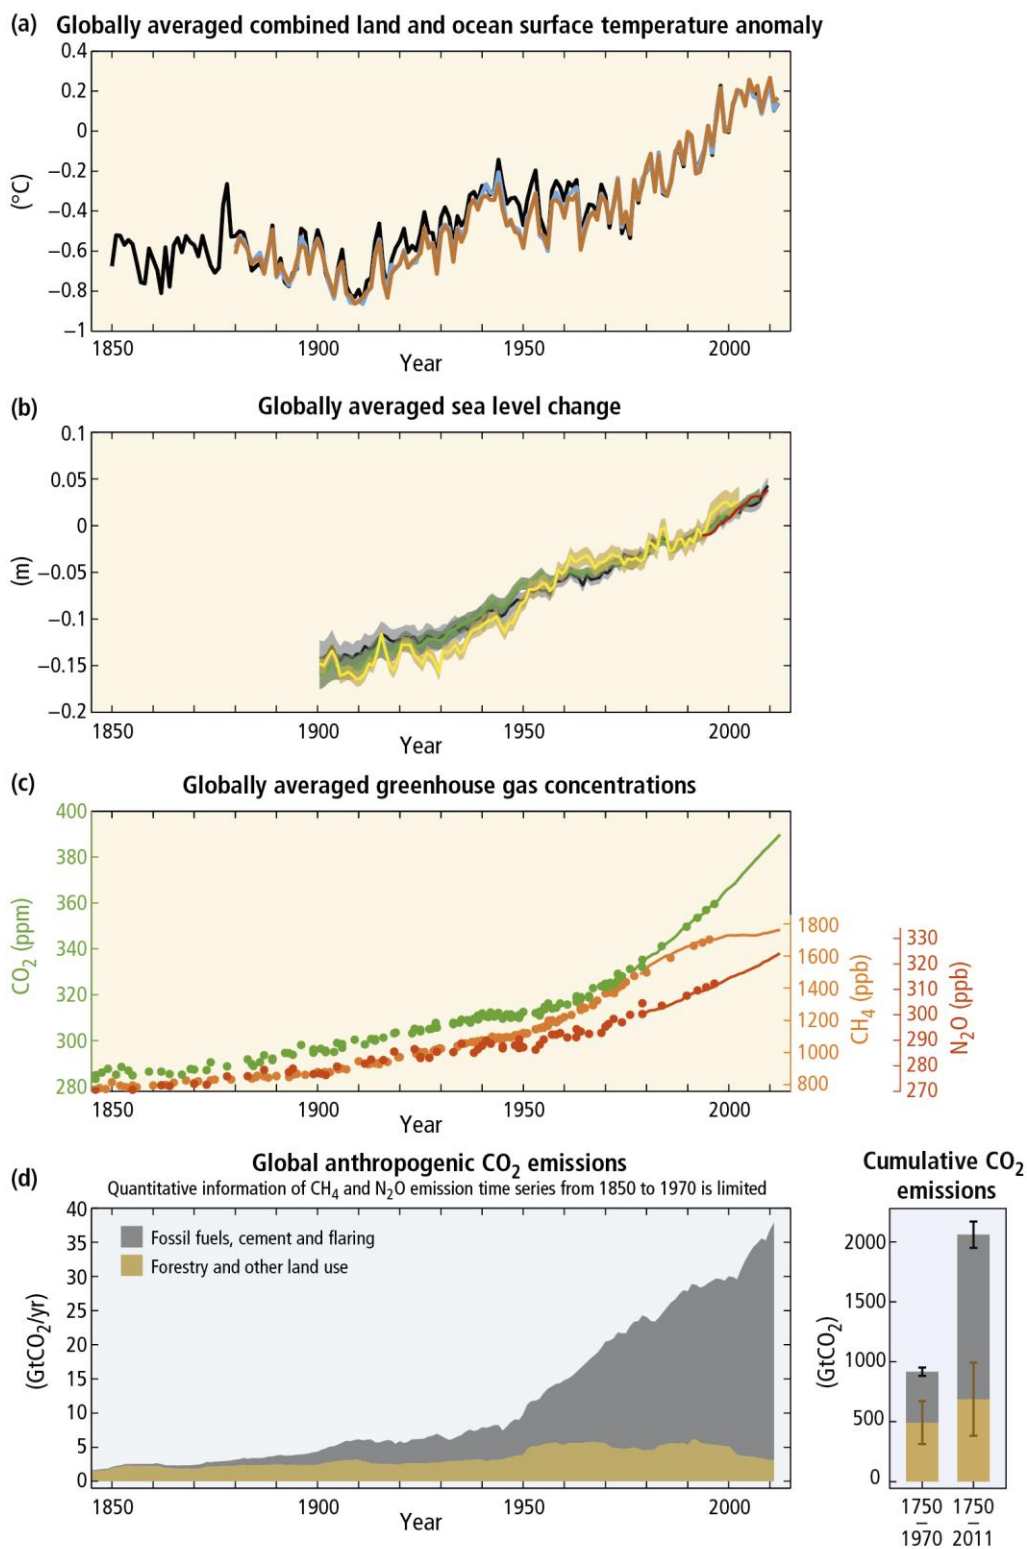 (a) Globally averaged combined land and ocean surface temperature anomaly
0.4
0.2
0
−0.2
−0.4
−0.6
−0.8
−1
(°C)
1850 1900 1950 2000
Year
(b) Globally averaged sea level change
0.1
0.05
0
−0.05
−0.1
−0.15
−0.2
(m)
1850 1900 1950 2000
Year
(c) Globally averaged greenhouse gas concentrations
400
380
360
340
320
300
280
CO2 (ppm)
1800
1600
1400
1200
1000
800
CH4 (ppb)
330
320
310
300
290
280
270
N2O (ppb)
1850 1900 1950 2000
Year
(d) Global anthropogenic CO2 emissions
Quantitative information of CH4 and N2O emission time series from 1850 to 1970 is limited
40
35
30
25
20
15
10
5
0
(GtCO2/yr)
Fossil fuels, cement and flaring
Forestry and other land use
1850 1900 1950 2000
Year
Cumulative CO2
emissions
2000
1500
1000
500
0
(GtCO2)
1750 1750
– –
1970 2011